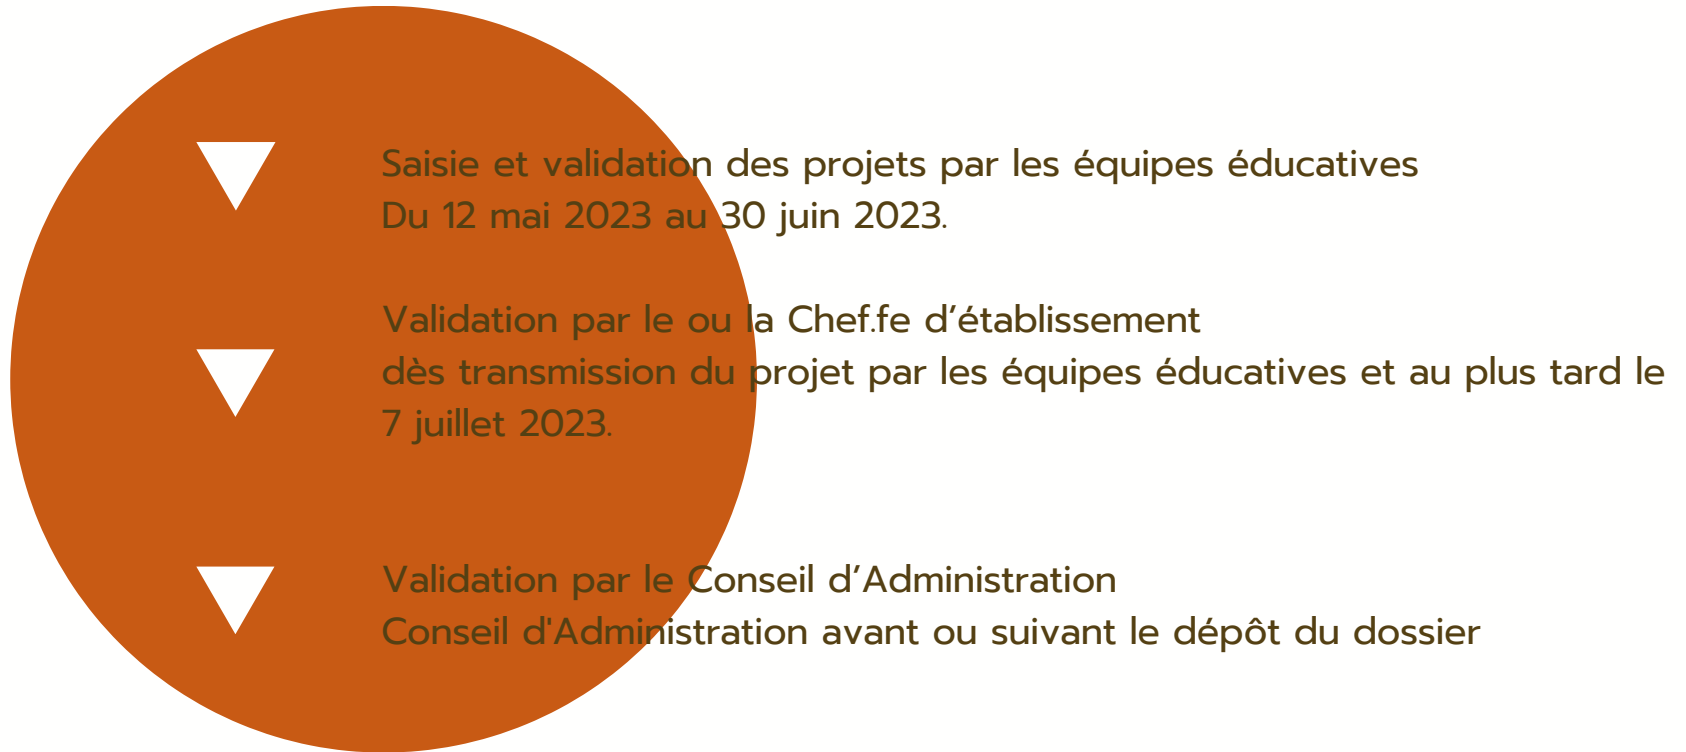 Saisie et validation des projets par les équipes éducatives
Du 12 mai 2023 au 30 juin 2023.
Validation par le ou la Chef.fe d’établissement
dès transmission du projet par les équipes éducatives et au plus tard le
7 juillet 2023.
Validation par le Conseil d’Administration
Conseil d'Administration avant ou suivant le dépôt du dossier